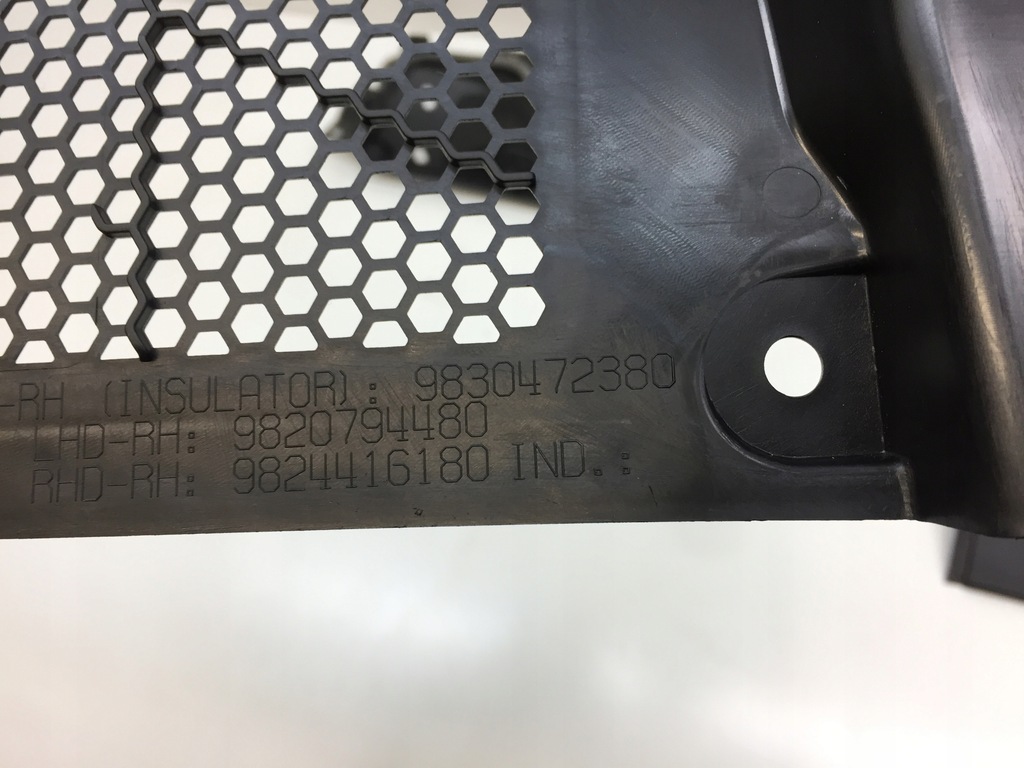 -RH (INSULATOR): 9830472380
LHD-RH: 9820794480
RHD-RH: 9824416180 IND.: